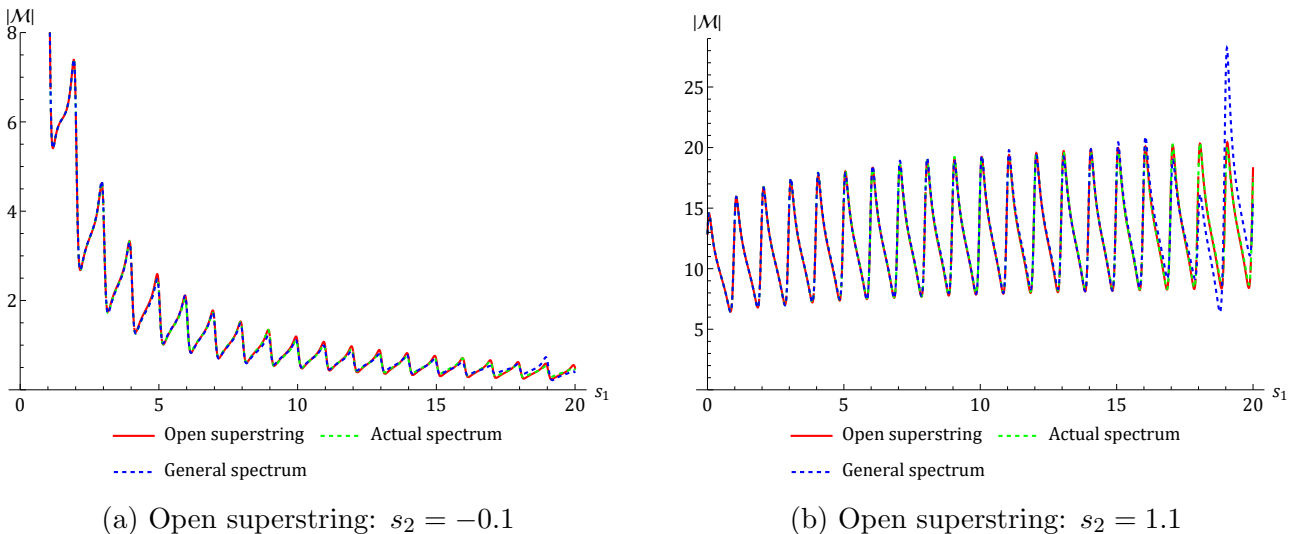 |ℳ|
8
6
4
2
0 5 10 15 20 s₁
Open superstring Actual spectrum
General spectrum
(a) Open superstring: s₂ = −0.1
|ℳ|
25
20
15
10
5
0 5 10 15 20 s₁
Open superstring Actual spectrum
General spectrum
(b) Open superstring: s₂ = 1.1